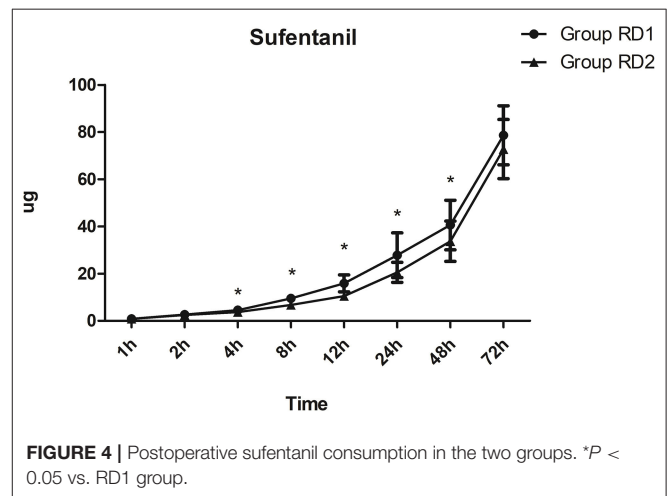 Sufentanil
Group RD1
Group RD2
100
80
60
40
20
0
ug
* * * * * *
1h 2h 4h 8h 12h 24h 48h 72h
Time
FIGURE 4 | Postoperative sufentanil consumption in the two groups. *P <
0.05 vs. RD1 group.